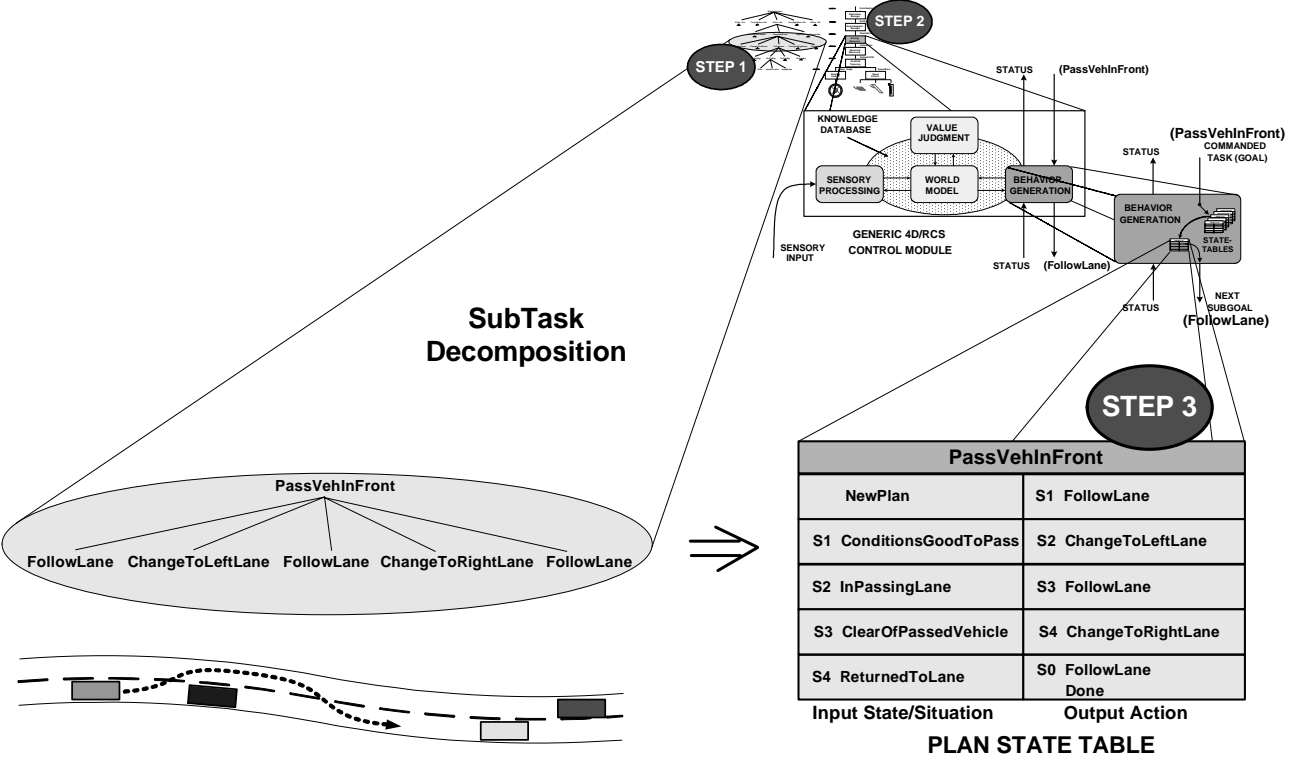 STEP 1
STEP 2
STATUS
(PassVehInFront)
KNOWLEDGE
DATABASE
VALUE
JUDGMENT
SENSORY
PROCESSING
WORLD
MODEL
BEHAVIOR
GENERATION
SENSORY
INPUT
GENERIC 4D/RCS
CONTROL MODULE
STATUS
(FollowLane)
STATUS
(PassVehInFront)
COMMANDED
TASK (GOAL)
BEHAVIOR
GENERATION
STATE-
TABLES
STATUS
NEXT
SUBGOAL
(FollowLane)
SubTask
Decomposition
STEP 3
PassVehInFront
FollowLane ChangeToLeftLane FollowLane ChangeToRightLane FollowLane
PassVehInFront
NewPlan S1 FollowLane
S1 ConditionsGoodToPass S2 ChangeToLeftLane
S2 InPassingLane S3 FollowLane
S3 ClearOfPassedVehicle S4 ChangeToRightLane
S4 ReturnedToLane S0 FollowLane
Done
Input State/Situation Output Action
PLAN STATE TABLE